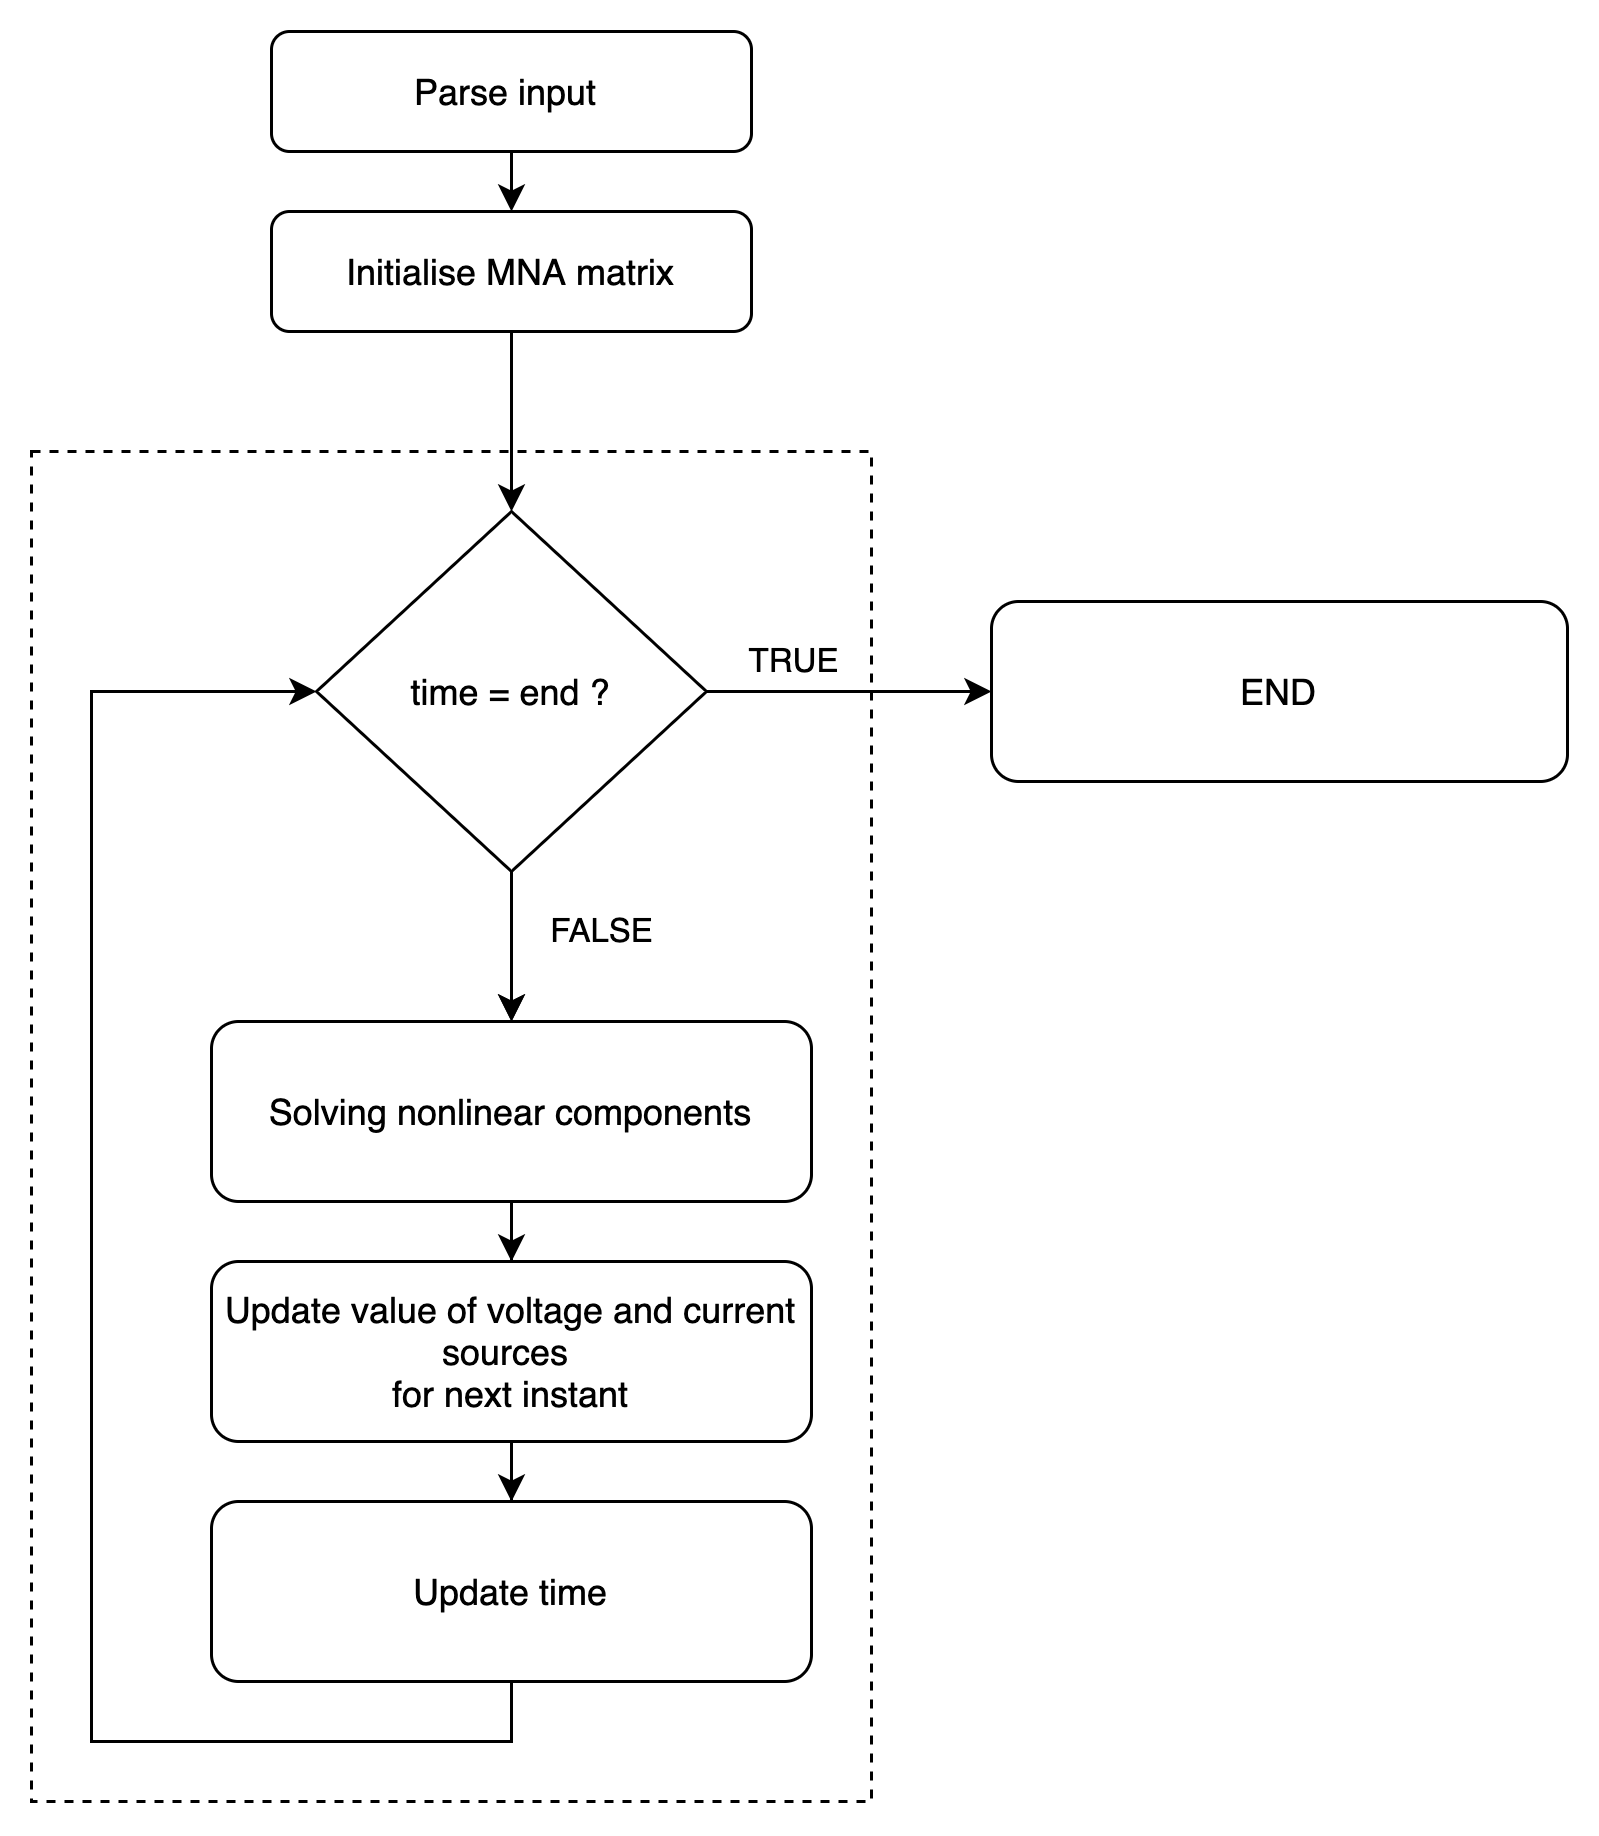 Parse input
Initialise MNA matrix
time = end ?
TRUE
END
FALSE
Solving nonlinear components
Update value of voltage and current
sources
for next instant
Update time